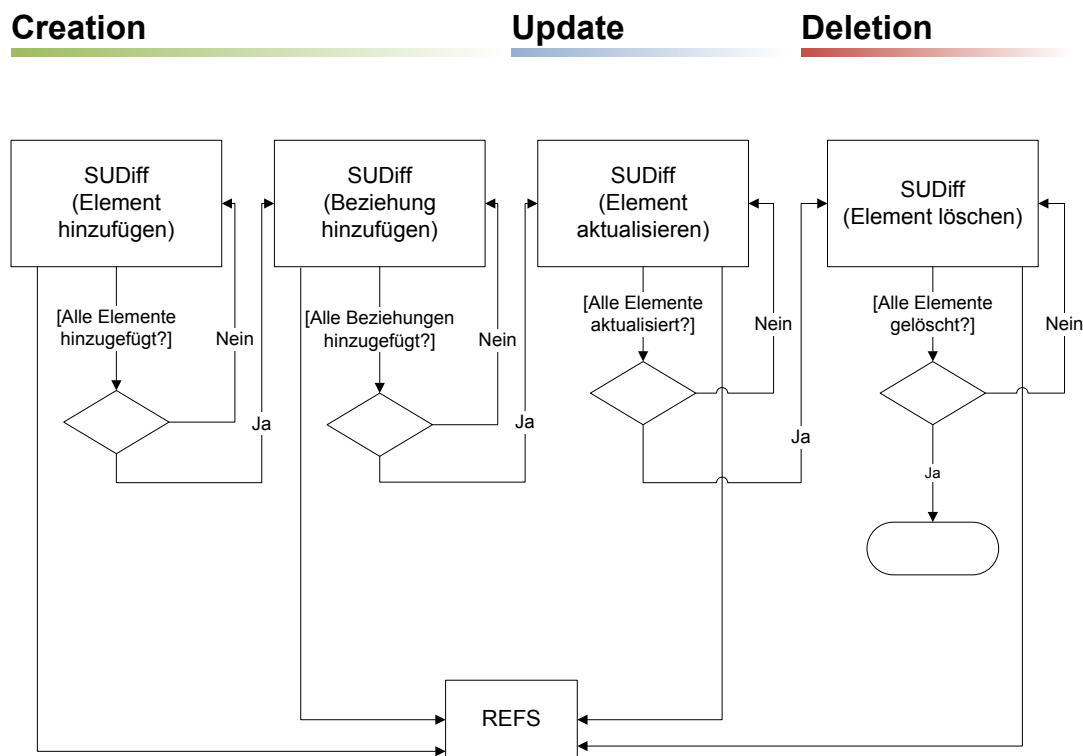 Creation
Update
Deletion
SUDiff
(Element
hinzufügen)
SUDiff
(Beziehung
hinzufügen)
SUDiff
(Element
aktualisieren)
SUDiff
(Element löschen)
[Alle Elemente
hinzugefügt?]
Nein
[Alle Beziehungen
hinzugefügt?]
Nein
[Alle Elemente
aktualisiert?]
Nein
[Alle Elemente
gelöscht?]
Nein
Ja
Ja
Ja
Ja
REFS